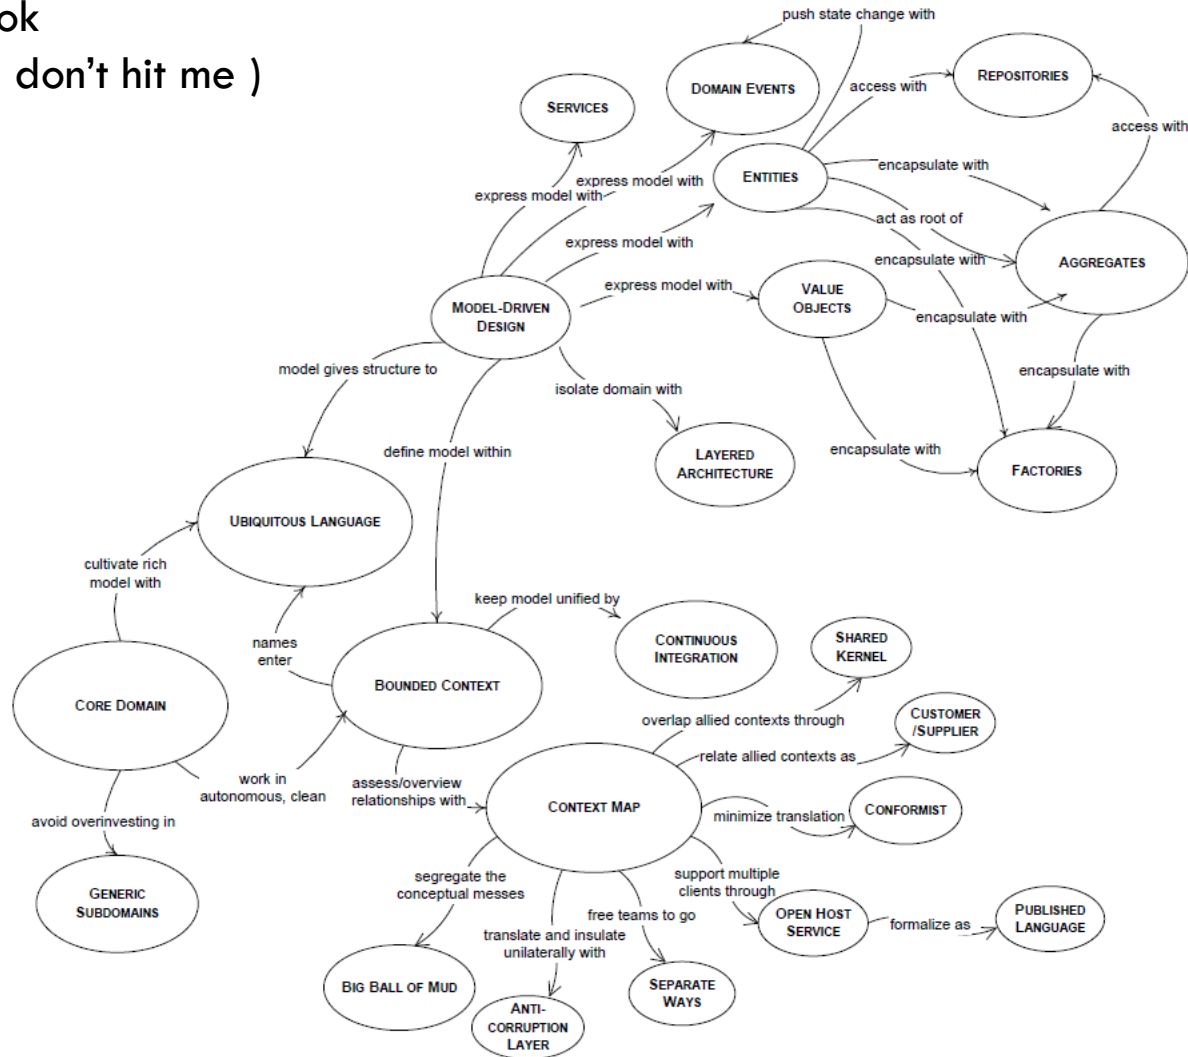 ok
don't hit me )
push state change with
DOMAIN EVENTS
REPOSITORIES
access with
SERVICES
access with
ENTITIES
encapsulate with
express model with
express model with
act as root of
express model with
encapsulate with
AGGREGATES
express model with
VALUE
OBJECTS
MODEL-DRIVEN
DESIGN
encapsulate with
model gives structure to
isolate domain with
encapsulate with
define model within
LAYERED
ARCHITECTURE
encapsulate with
FACTORIES
UBIQUITOUS LANGUAGE
cultivate rich
model with
keep model unified by
names
enter
CONTINUOUS
INTEGRATION
SHARED
KERNEL
BOUNDED CONTEXT
CORE DOMAIN
overlap allied contexts through
CUSTOMER
/SUPPLIER
relate allied contexts as
work in
autonomous, clean
assess/overview
relationships with
CONTEXT MAP
minimize translation
CONFORMIST
avoid overinvesting in
segregate the
conceptual messes
support multiple
clients through
GENERIC
SUBDOMAINS
free teams to go
OPEN HOST
SERVICE
formalize as
PUBLISHED
LANGUAGE
translate and insulate
unilaterally with
BIG BALL OF MUD
SEPARATE
WAYS
ANTI-
CORRUPTION
LAYER